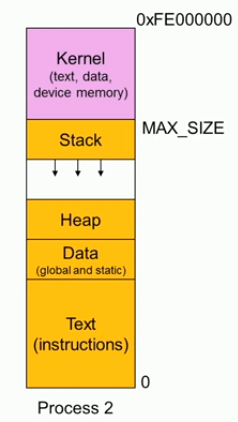 0xFE000000
Kernel
(text, data,
device memory)
MAX_SIZE
Stack
Heap
Data
(global and static)
Text
(instructions)
0
Process 2